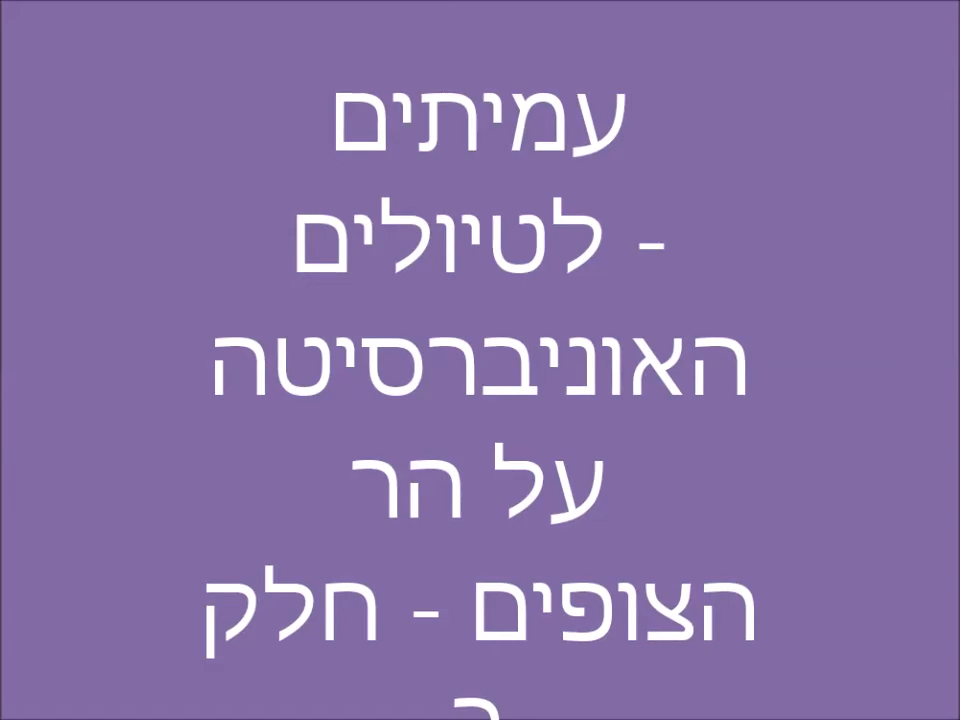 עמיתים
- לטיולים
האוניברסיטה
על הר
הצופים - חלק